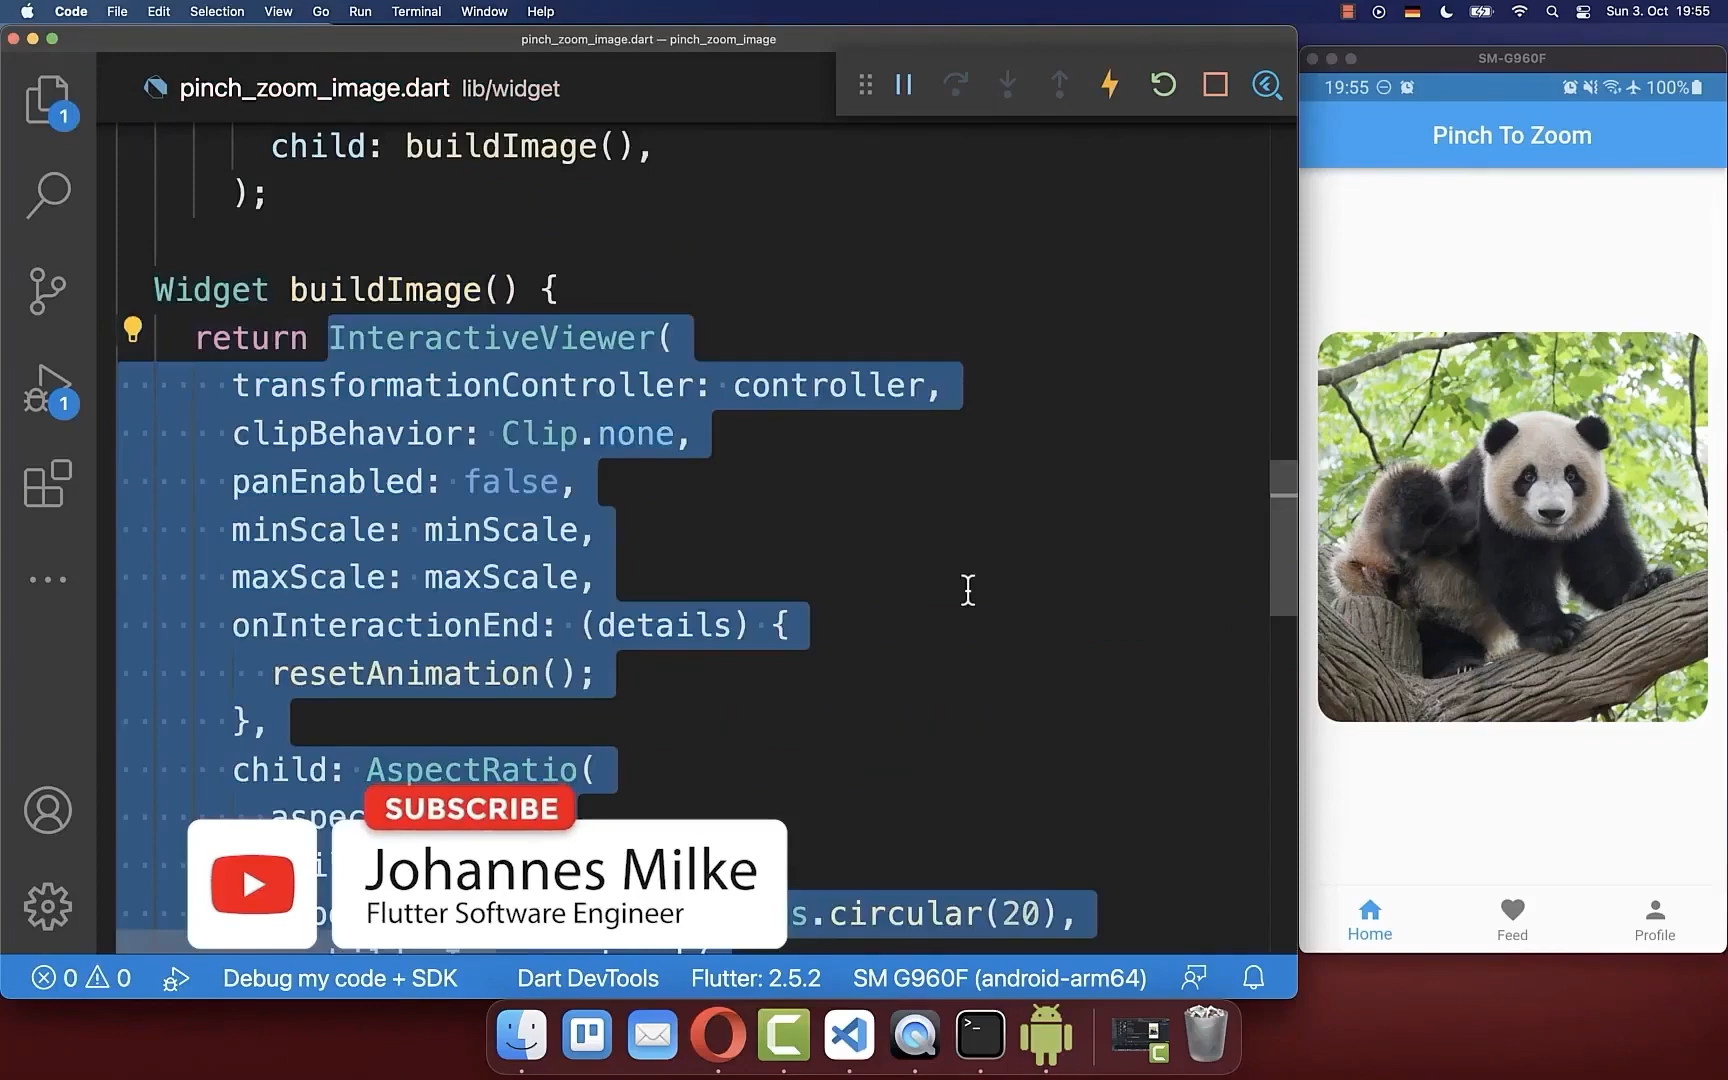 Code File Edit Selection View Go Run Terminal Window Help
Sun 3. Oct 19:55
pinch_zoom_image.dart — pinch_zoom_image
pinch_zoom_image.dart lib/widget
child: buildImage(),
);
Widget buildImage() {
return InteractiveViewer(
transformationController: controller,
clipBehavior: Clip.none,
panEnabled: false,
minScale: minScale,
maxScale: maxScale,
onInteractionEnd: (details) {
resetAnimation();
},
child: AspectRatio(
SUBSCRIBE
Johannes Milke
Flutter Software Engineer
s.circular(20),
1
1
0 0 Debug my code + SDK Dart DevTools Flutter: 2.5.2 SM G960F (android-arm64)
SM-G960F
19:55 100%
Pinch To Zoom
Home Feed Profile